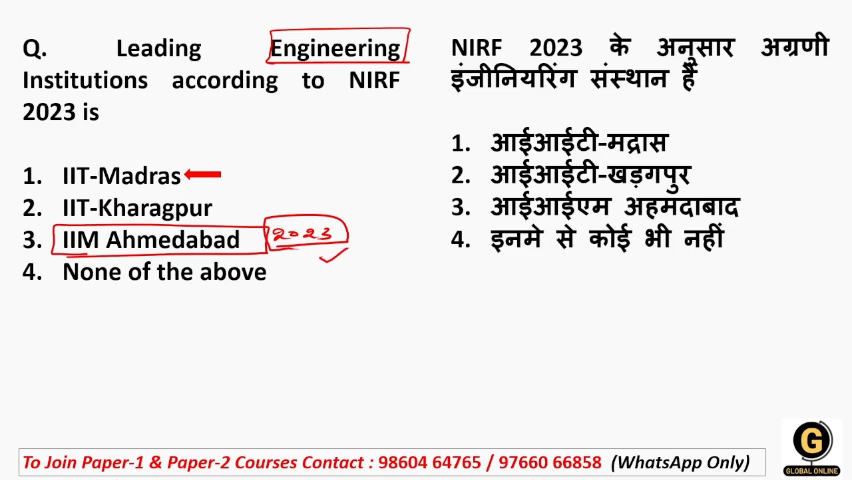 Q. Leading Engineering
Institutions according to NIRF
2023 is
1. IIT-Madras
2. IIT-Kharagpur
3. IIM Ahmedabad 2023
4. None of the above
NIRF 2023 के अनुसार अग्रणी
इंजीनियरिंग संस्थान हैं
1. आईआईटी-मद्रास
2. आईआईटी-खड़गपुर
3. आईआईएम अहमदाबाद
4. इनमे से कोई भी नहीं
G
GLOBAL ONLINE
To Join Paper-1 & Paper-2 Courses Contact : 98604 64765 / 97660 66858 (WhatsApp Only)